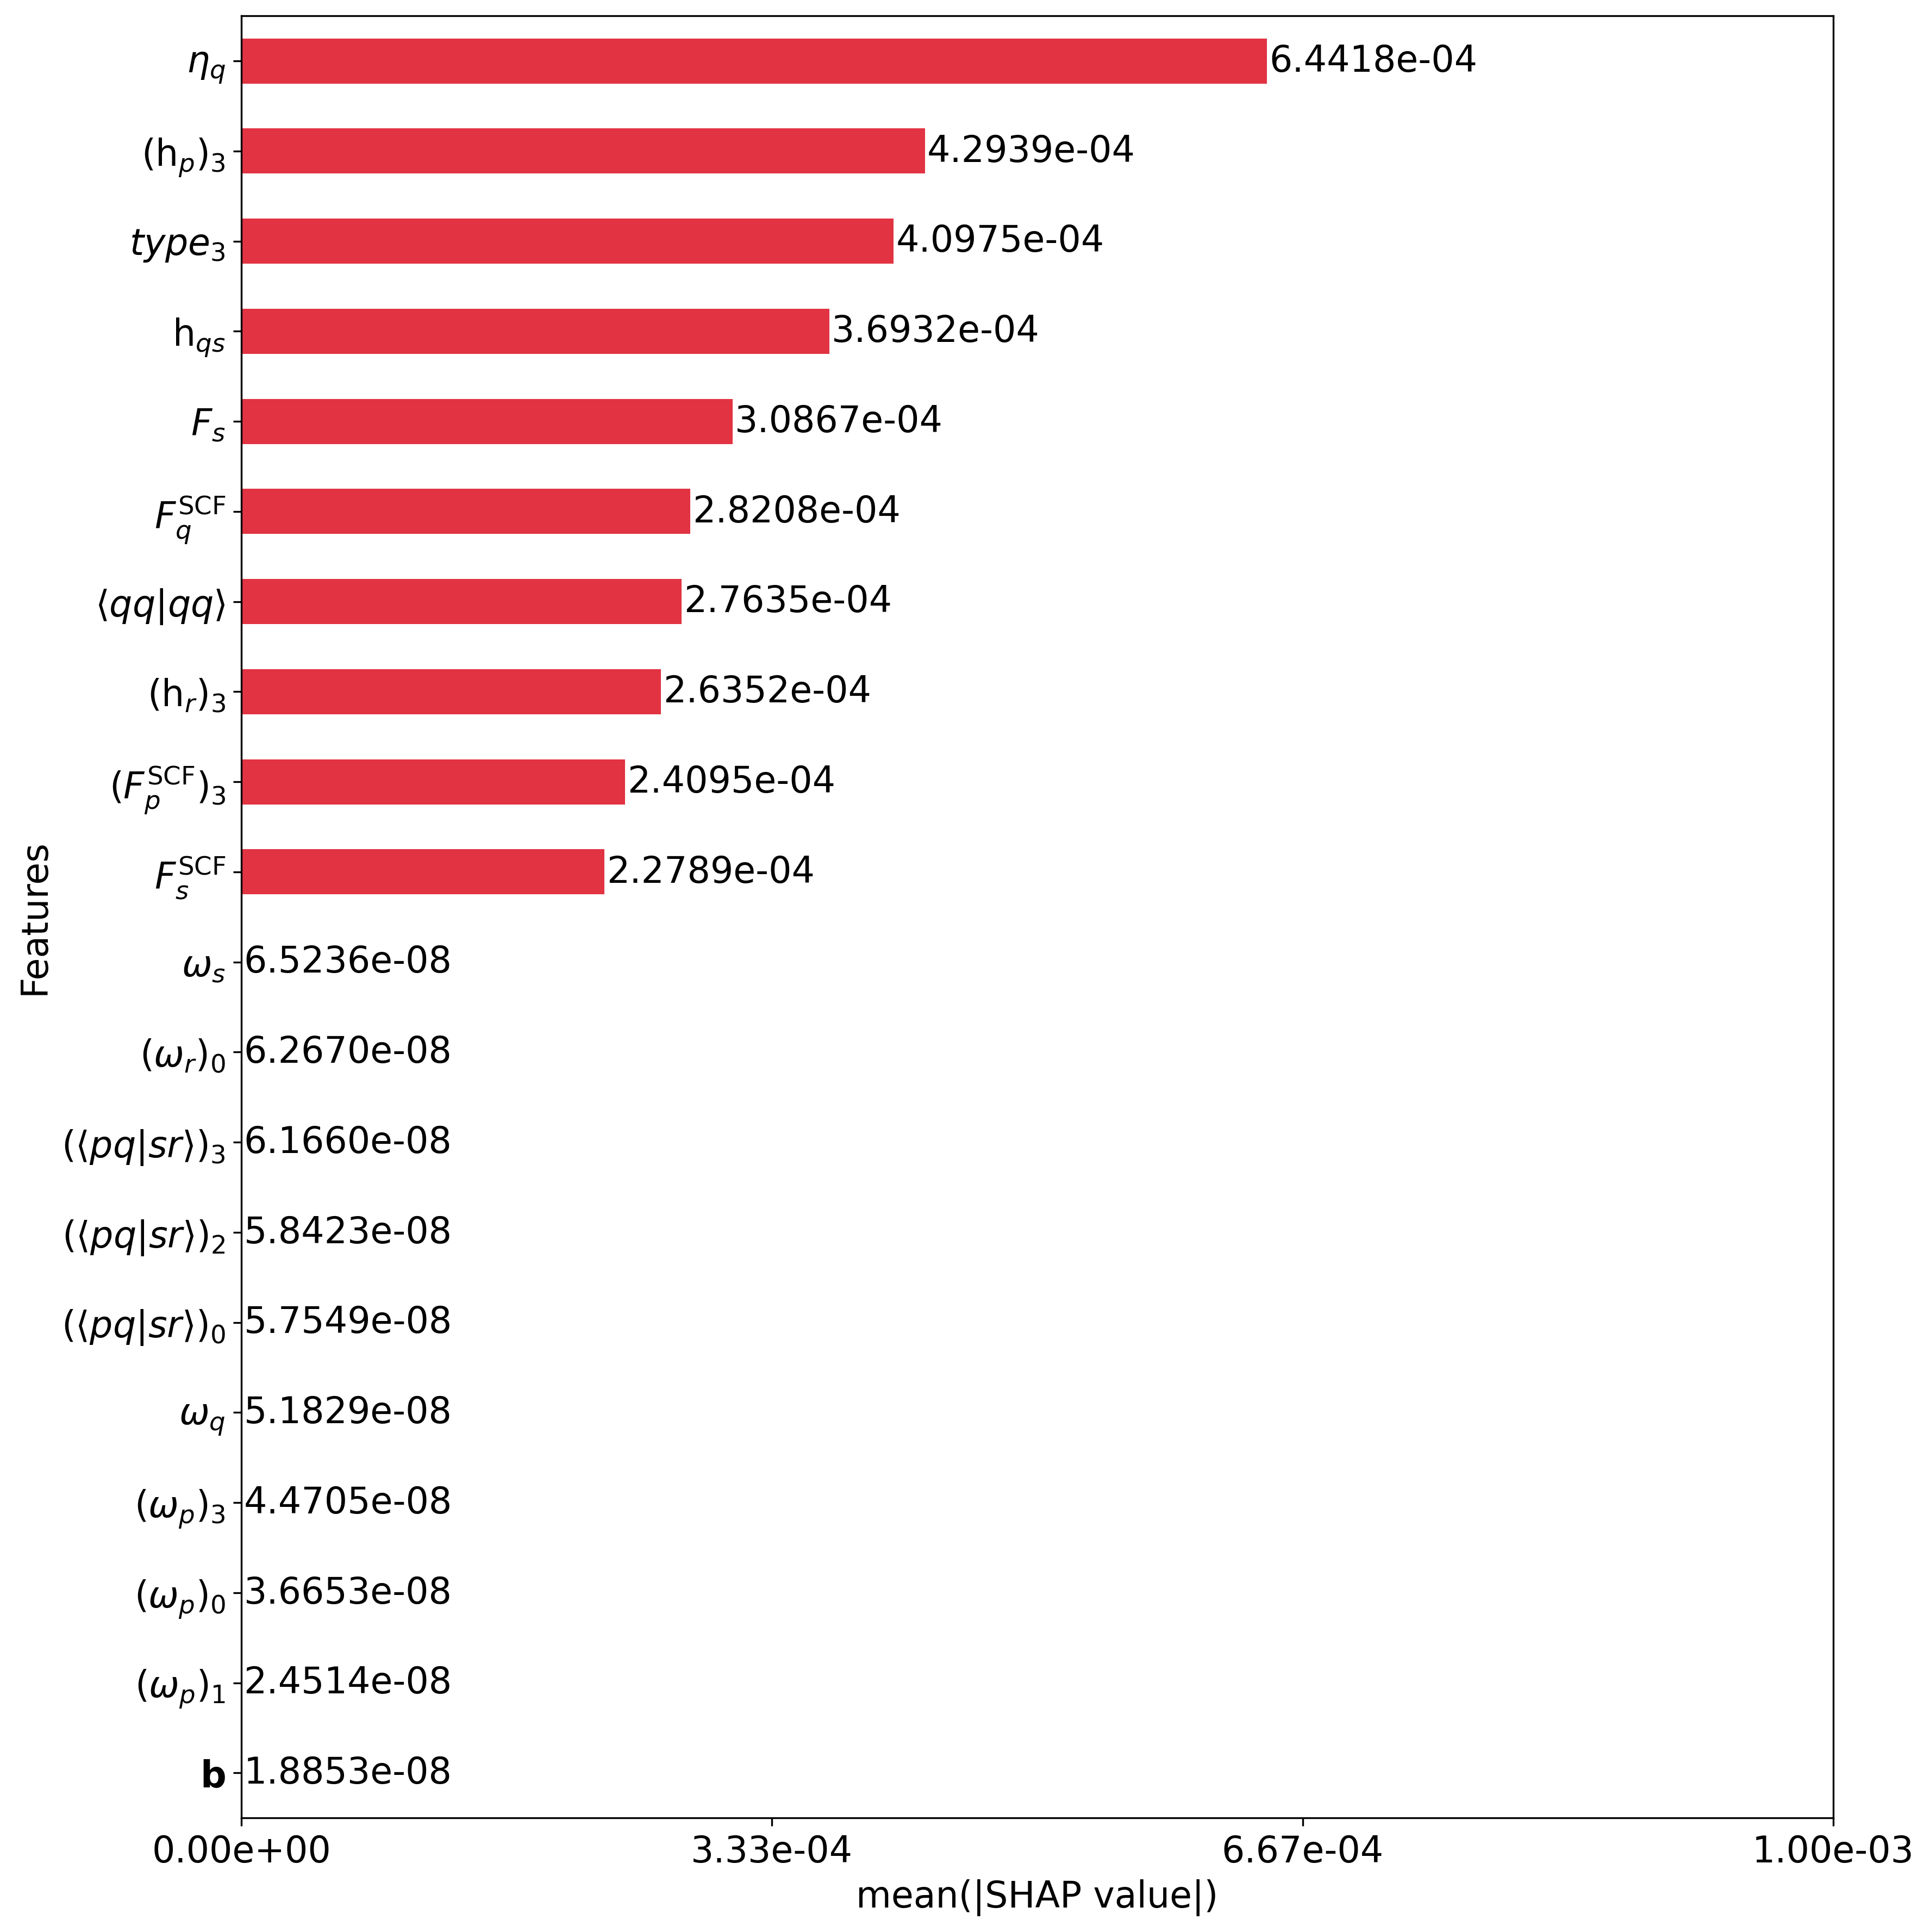 η_q 6.4418e-04
(h_p)_3 4.2939e-04
type_3 4.0975e-04
h_qs 3.6932e-04
F_s 3.0867e-04
F_q^SCF 2.8208e-04
⟨qq|qq⟩ 2.7635e-04
(h_r)_3 2.6352e-04
(F_p^SCF)_3 2.4095e-04
F_s^SCF 2.2789e-04
ω_s 6.5236e-08
(ω_r)_0 6.2670e-08
(⟨pq|sr⟩)_3 6.1660e-08
(⟨pq|sr⟩)_2 5.8423e-08
(⟨pq|sr⟩)_0 5.7549e-08
ω_q 5.1829e-08
(ω_p)_3 4.4705e-08
(ω_p)_0 3.6653e-08
(ω_p)_1 2.4514e-08
b 1.8853e-08
Features
0.00e+00 3.33e-04 6.67e-04 1.00e-03
mean(|SHAP value|)